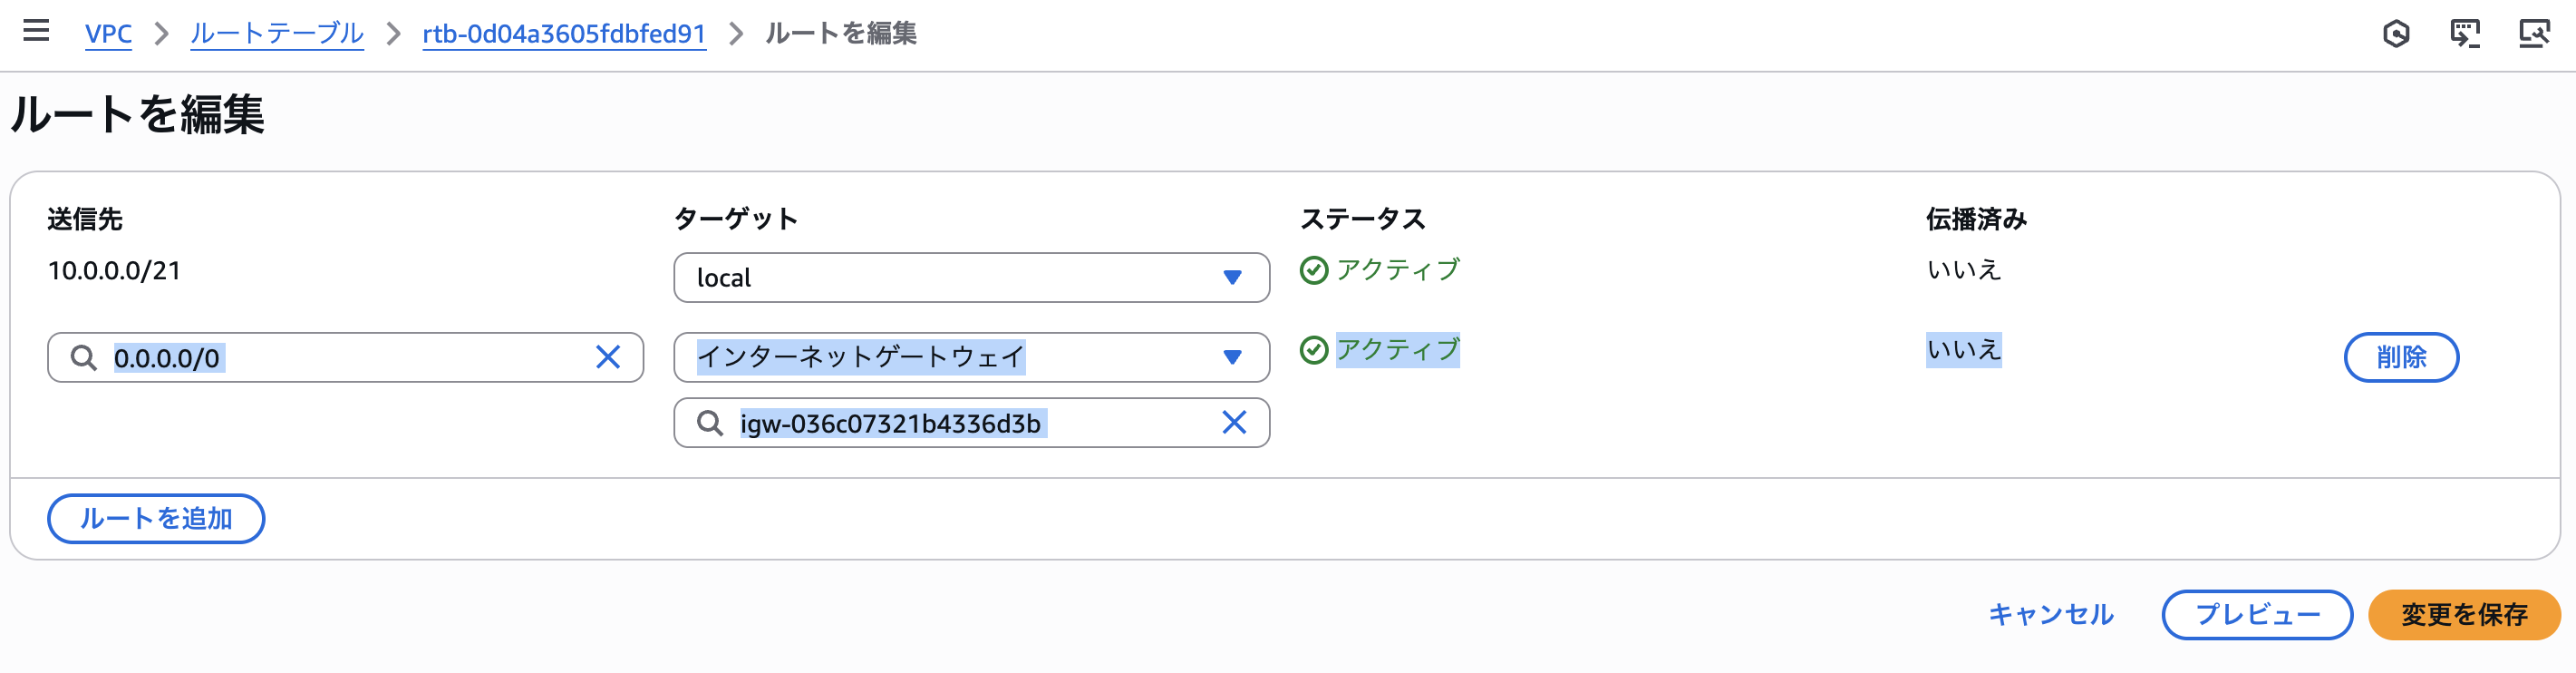 VPC > ルートテーブル > rtb-0d04a3605fdbfed91 > ルートを編集
ルートを編集
送信先 ターゲット ステータス 伝播済み
10.0.0.0/21 local アクティブ いいえ
0.0.0.0/0 インターネットゲートウェイ アクティブ いいえ 削除
igw-036c07321b4336d3b
ルートを追加
キャンセル プレビュー 変更を保存